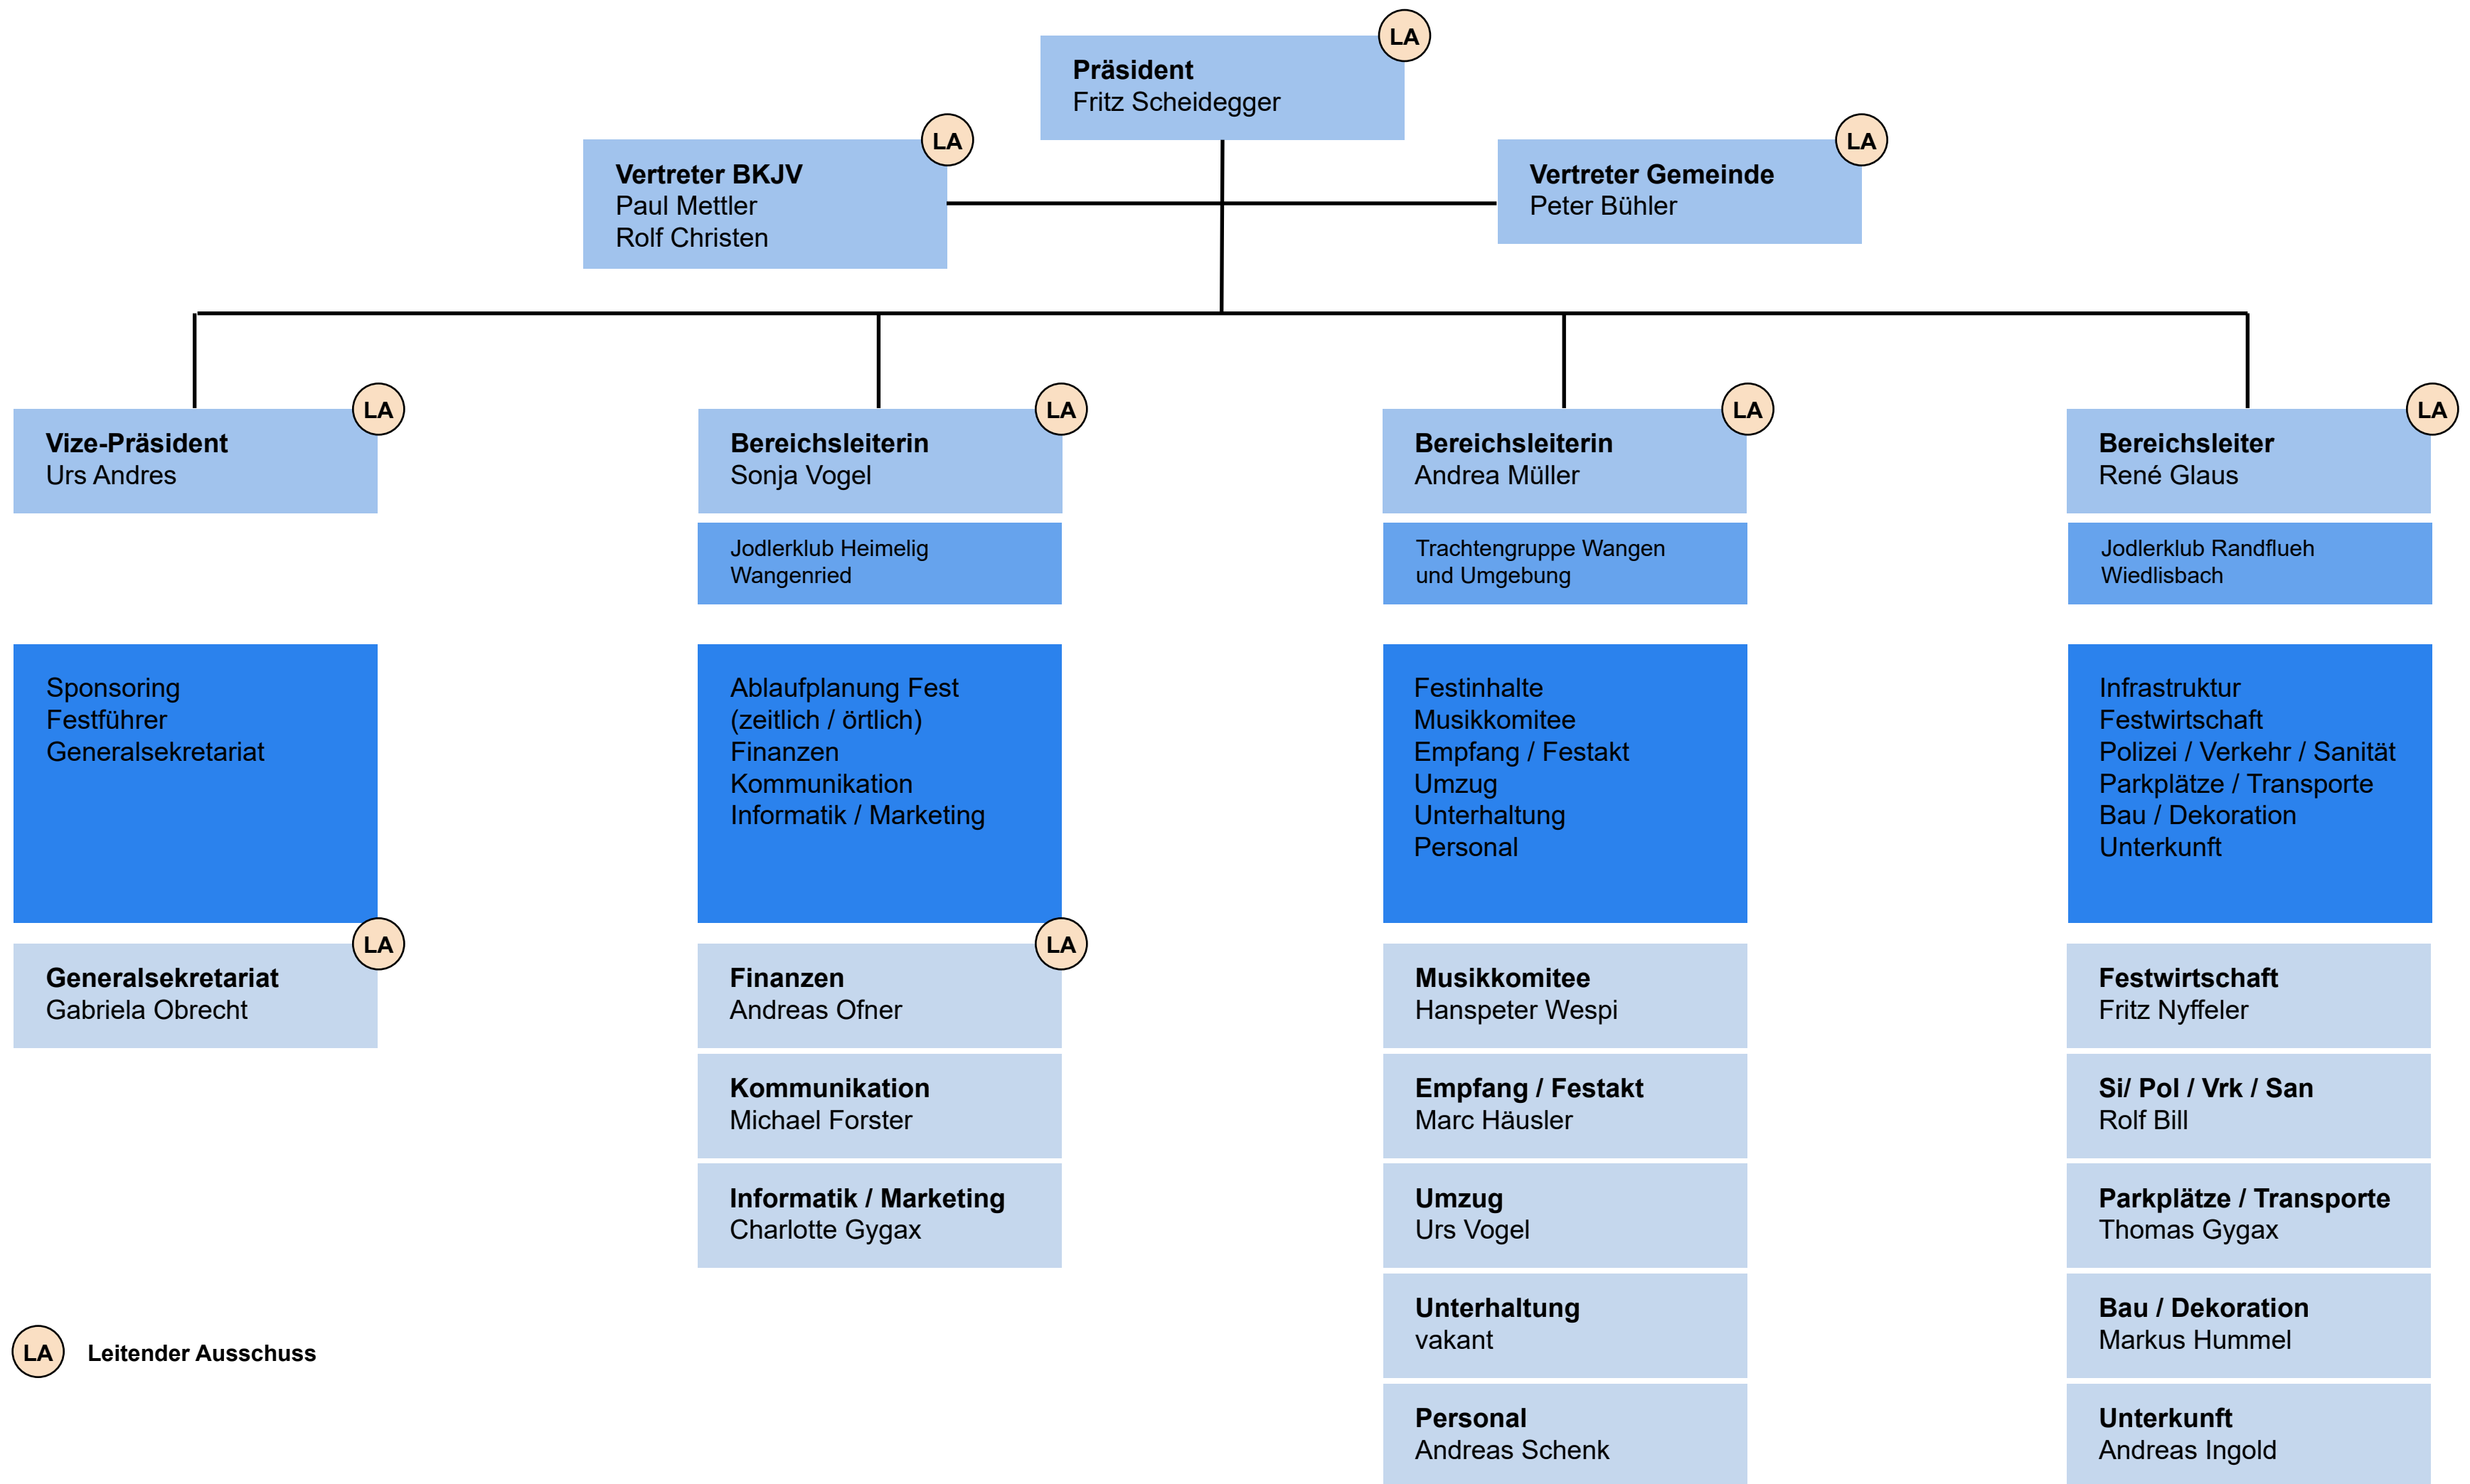 LA
Präsident
Fritz Scheidegger
LA
Vertreter BKJV
Paul Mettler
Rolf Christen
LA
Vertreter Gemeinde
Peter Bühler
LA
Vize-Präsident
Urs Andres
LA
Bereichsleiterin
Sonja Vogel
LA
Bereichsleiterin
Andrea Müller
LA
Bereichsleiter
René Glaus
Jodlerklub Heimelig
Wangenried
Trachtengruppe Wangen
und Umgebung
Jodlerklub Randflueh
Wiedlisbach
Sponsoring
Festführer
Generalsekretariat
Ablaufplanung Fest
(zeitlich / örtlich)
Finanzen
Kommunikation
Informatik / Marketing
Festinhalte
Musikkomitee
Empfang / Festakt
Umzug
Unterhaltung
Personal
Infrastruktur
Festwirtschaft
Polizei / Verkehr / Sanität
Parkplätze / Transporte
Bau / Dekoration
Unterkunft
LA
Generalsekretariat
Gabriela Obrecht
LA
Finanzen
Andreas Ofner
Kommunikation
Michael Forster
Informatik / Marketing
Charlotte Gygax
Musikkomitee
Hanspeter Wespi
Empfang / Festakt
Marc Häusler
Umzug
Urs Vogel
Unterhaltung
vakant
Personal
Andreas Schenk
Festwirtschaft
Fritz Nyffeler
Si/ Pol / Vrk / San
Rolf Bill
Parkplätze / Transporte
Thomas Gygax
Bau / Dekoration
Markus Hummel
Unterkunft
Andreas Ingold
LA Leitender Ausschuss